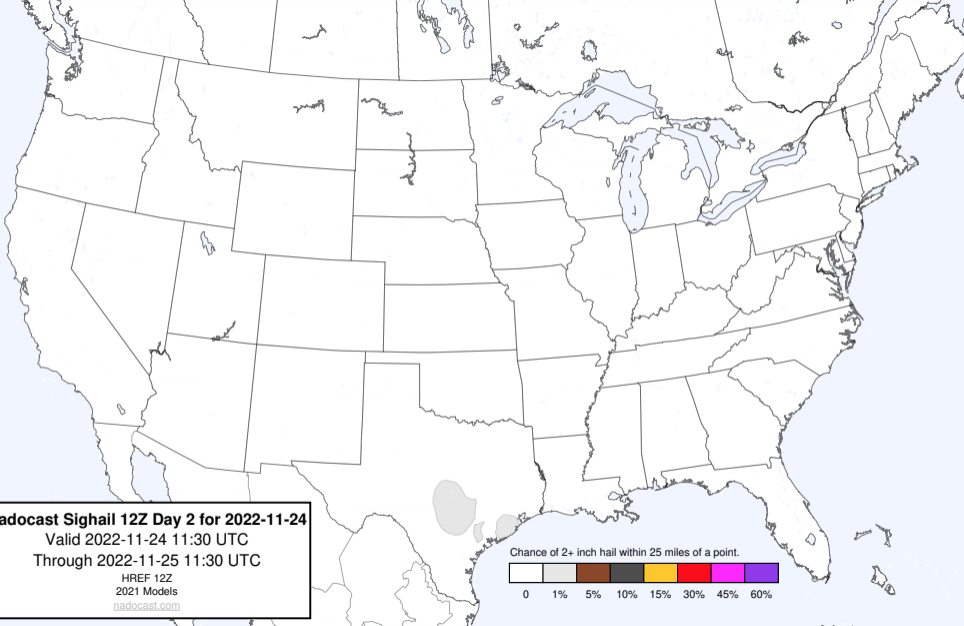 adocast Sighail 12Z Day 2 for 2022-11-24
Valid 2022-11-24 11:30 UTC
Through 2022-11-25 11:30 UTC
HREF 12Z
2021 Models
nadocast.com
Chance of 2+ inch hail within 25 miles of a point.
0 1% 5% 10% 15% 30% 45% 60%